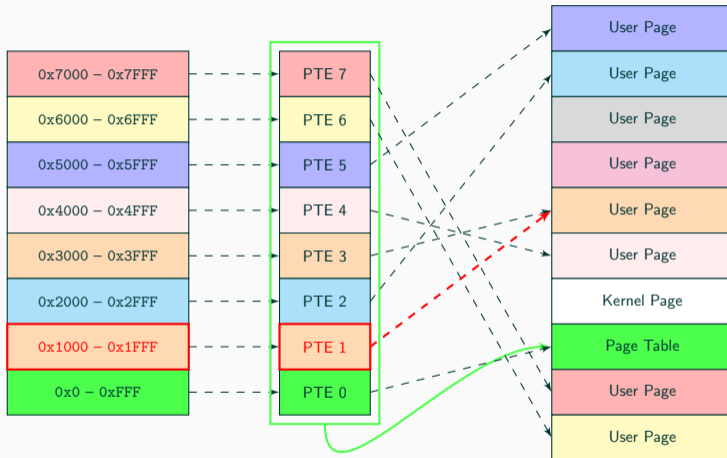 0x7000 – 0x7FFF
0x6000 – 0x6FFF
0x5000 – 0x5FFF
0x4000 – 0x4FFF
0x3000 – 0x3FFF
0x2000 – 0x2FFF
0x1000 – 0x1FFF
0x0 – 0xFFF
PTE 7
PTE 6
PTE 5
PTE 4
PTE 3
PTE 2
PTE 1
PTE 0
User Page
User Page
User Page
User Page
User Page
User Page
Kernel Page
Page Table
User Page
User Page